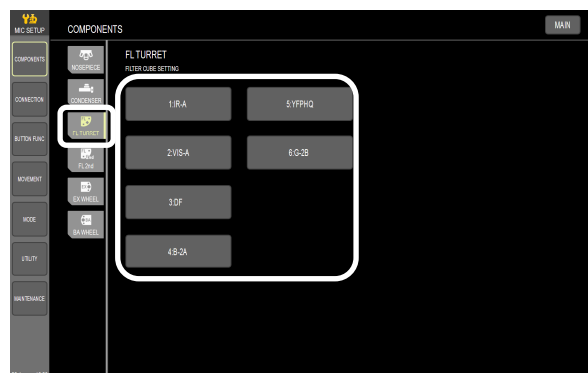 MIC SETUP
COMPONENTS
MAIN
COMPONENTS
CONNECTION
BUTTON FUNC
MOVEMENT
MODE
UTILITY
MAINTENANCE
NOSEPIECE
CONDENSER
FL TURRET
FL 2nd
EX WHEEL
BA WHEEL
FL TURRET
FILTER CUBE SETTING
1:IR-A
5:YFPHQ
2:VIS-A
6:G-2B
3:DF
4:B-2A